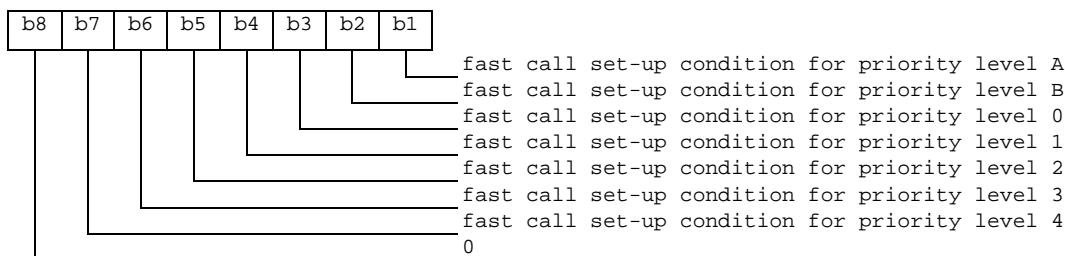 b8 b7 b6 b5 b4 b3 b2 b1
fast call set-up condition for priority level A
fast call set-up condition for priority level B
fast call set-up condition for priority level 0
fast call set-up condition for priority level 1
fast call set-up condition for priority level 2
fast call set-up condition for priority level 3
fast call set-up condition for priority level 4
0